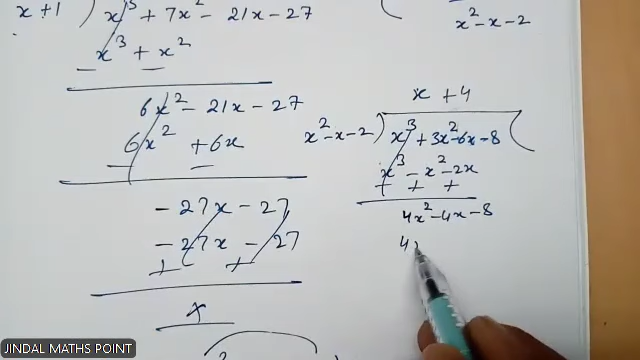 x+1 ) x³ + 7x² - 21x - 27
x³ + x²
- -
6x² - 21x - 27
6x² + 6x
- -
- 27x - 27
- 27x - 27
+ +
x
x² - x - 2
x + 4
x² - x - 2 ) x³ + 3x² - 6x - 8 (
x³ - x² - 2x
+ + +
4x² - 4x - 8
4
JINDAL MATHS POINT